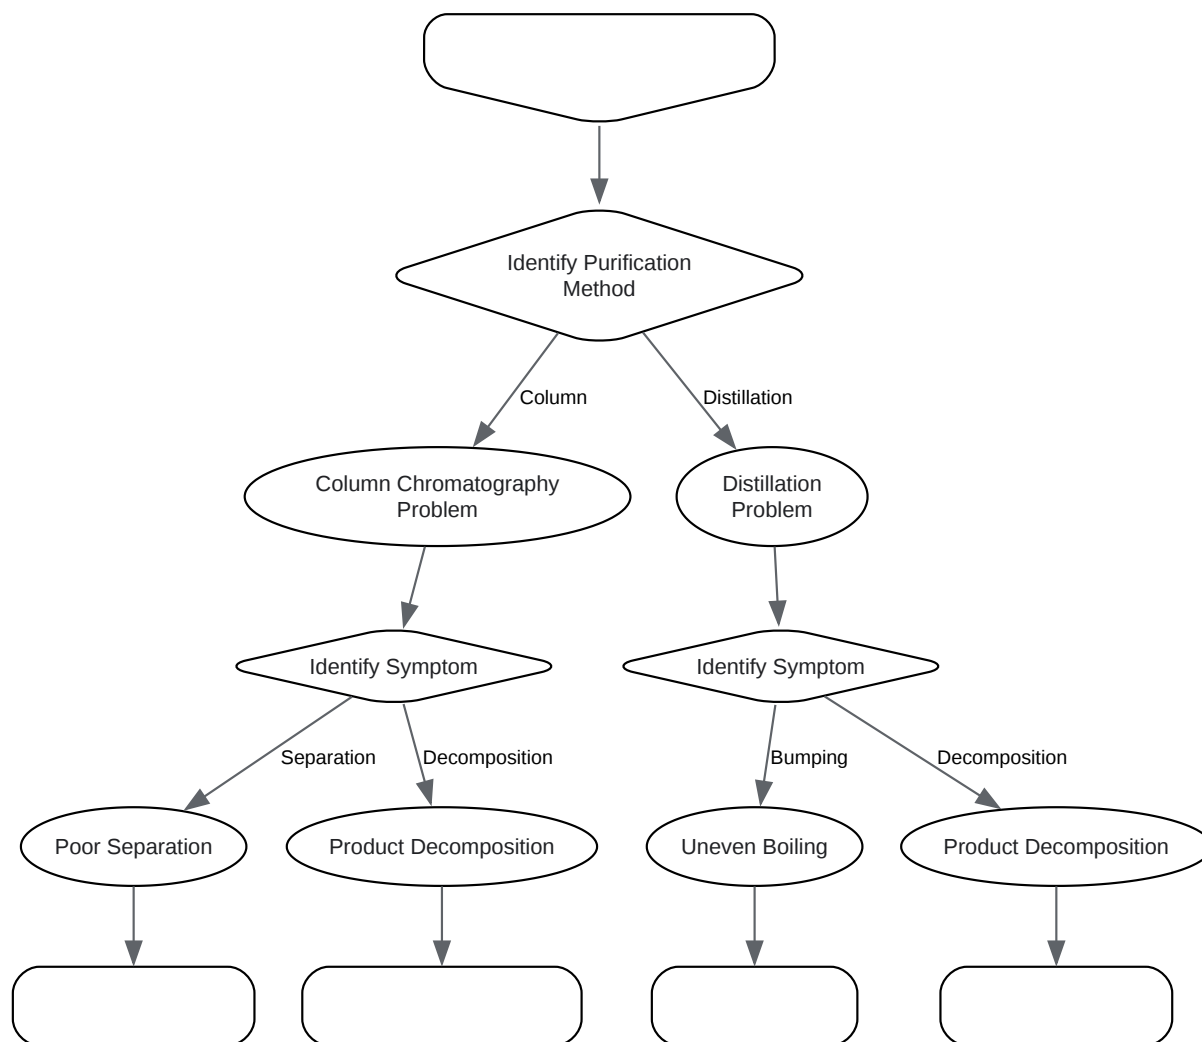 Identify Purification
Method
Column
Distillation
Column Chromatography
Problem
Distillation
Problem
Identify Symptom
Identify Symptom
Separation
Decomposition
Bumping
Decomposition
Poor Separation
Product Decomposition
Uneven Boiling
Product Decomposition